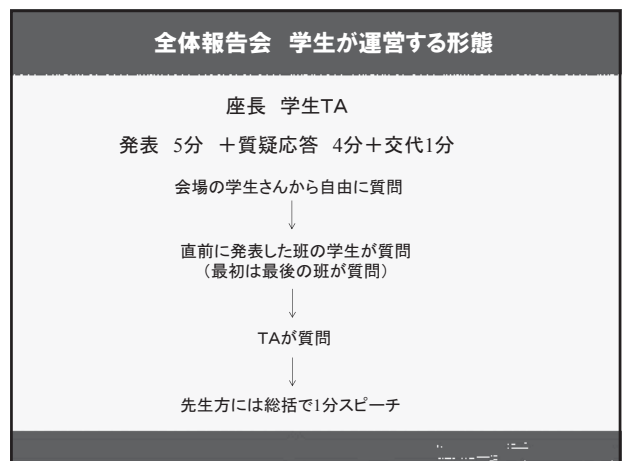 全体報告会 学生が運営する形態
座長 学生TA
発表 5分 +質疑応答 4分+交代1分
会場の学生さんから自由に質問
↓
直前に発表した班の学生が質問
（最初は最後の班が質問）
↓
TAが質問
↓
先生方には総括で1分スピーチ